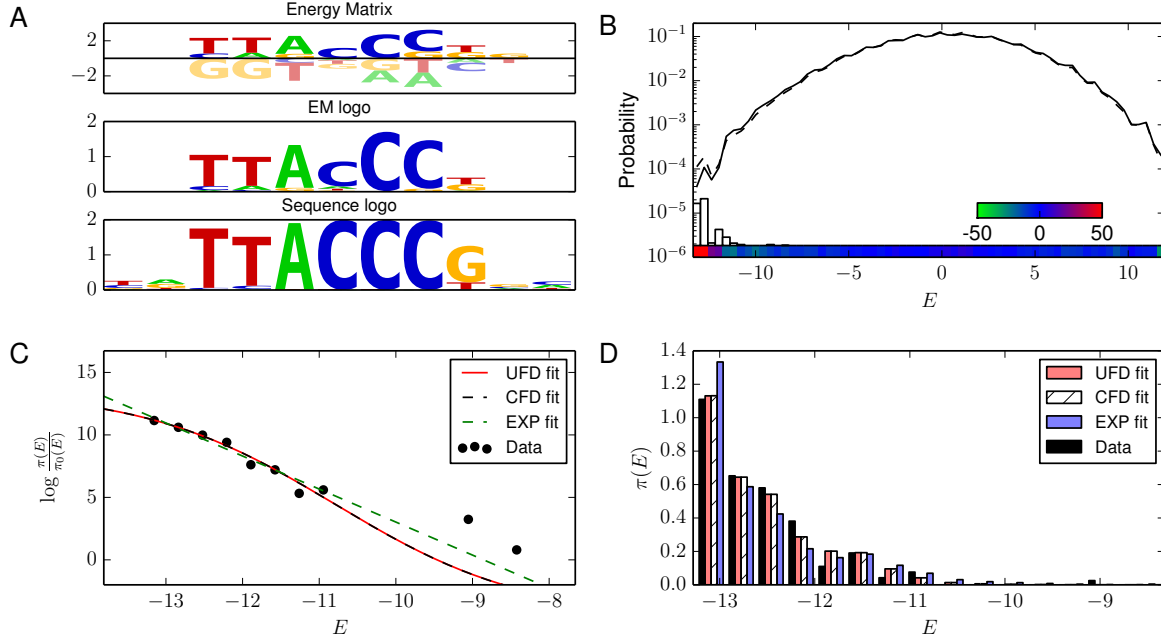 A
Energy Matrix
2
−2
EM logo
2
1
0
Sequence logo
2
1
0
TTACCCG
B
Probability
10⁻¹
10⁻²
10⁻³
10⁻⁴
10⁻⁵
10⁻⁶
-50 0 50
−10 −5 0 5 10
E
C
log π(E)/π₀(E)
15
10
5
0
UFD fit
CFD fit
EXP fit
Data
−13 −12 −11 −10 −9 −8
E
D
π(E)
1.4
1.2
1.0
0.8
0.6
0.4
0.2
0.0
UFD fit
CFD fit
EXP fit
Data
−13 −12 −11 −10 −9
E